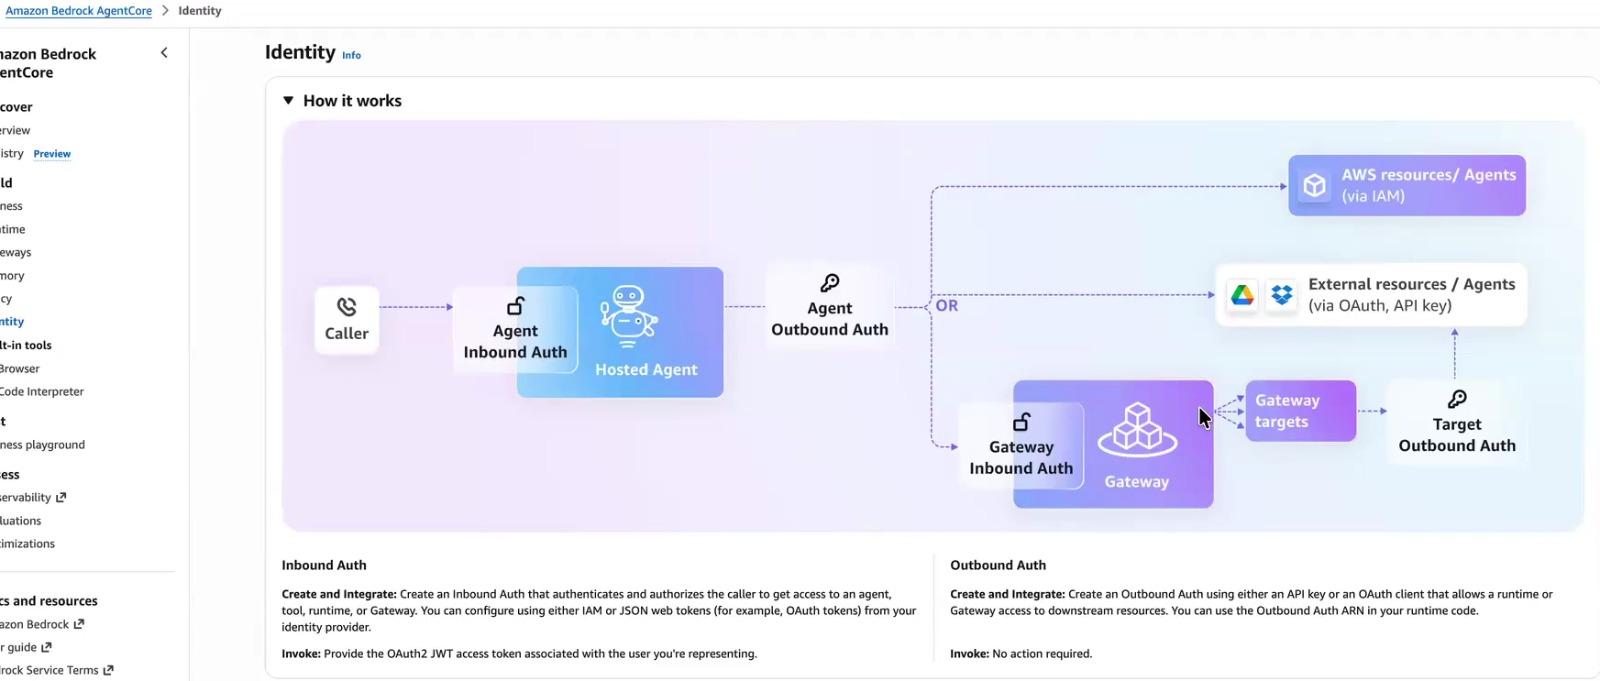 Amazon Bedrock AgentCore > Identity
mazon Bedrock
entCore
cover
erview
istry Preview
ld
ness
time
eways
mory
cy
ntity
lt-in tools
Browser
Code Interpreter
t
ness playground
sess
servability
luations
timizations
cs and resources
azon Bedrock
r guide
rock Service Terms
Identity Info
How it works
Caller
Agent
Inbound Auth
Hosted Agent
Agent
Outbound Auth
OR
AWS resources/ Agents
(via IAM)
External resources / Agents
(via OAuth, API key)
Gateway
Inbound Auth
Gateway
Gateway
targets
Target
Outbound Auth
Inbound Auth
Create and Integrate: Create an Inbound Auth that authenticates and authorizes the caller to get access to an agent,
tool, runtime, or Gateway. You can configure using either IAM or JSON web tokens (for example, OAuth tokens) from your
identity provider.
Invoke: Provide the OAuth2 JWT access token associated with the user you're representing.
Outbound Auth
Create and Integrate: Create an Outbound Auth using either an API key or an OAuth client that allows a runtime or
Gateway access to downstream resources. You can use the Outbound Auth ARN in your runtime code.
Invoke: No action required.